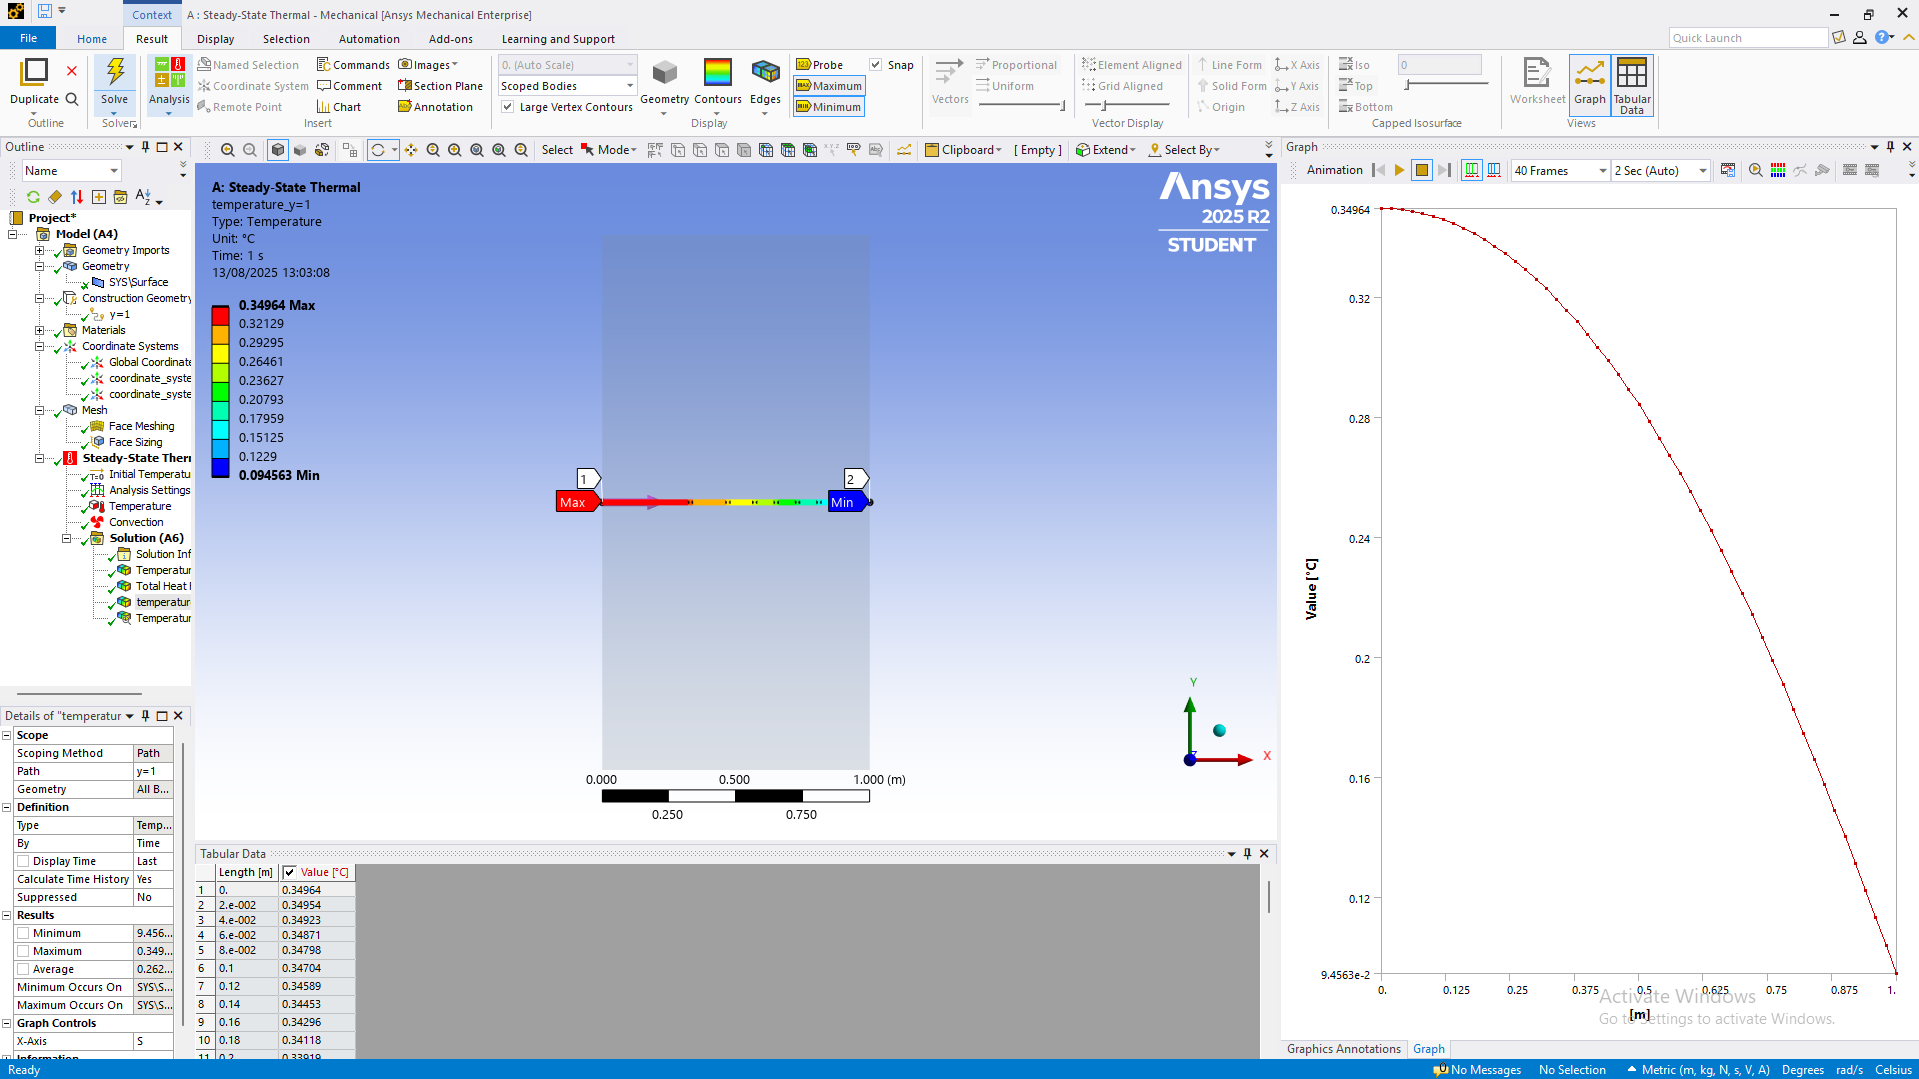 Context
A : Steady-State Thermal - Mechanical [Ansys Mechanical Enterprise]
File
Home
Result
Display
Selection
Automation
Add-ons
Learning and Support
Quick Launch
Duplicate
Outline
Solve
Solver
Analysis
Named Selection
Coordinate System
Remote Point
Commands
Comment
Chart
Images
Section Plane
Annotation
Insert
0. (Auto Scale)
Scoped Bodies
Large Vertex Contours
Geometry
Contours
Edges
Display
Probe
Maximum
Minimum
Snap
Vectors
Proportional
Uniform
Element Aligned
Grid Aligned
Line Form
Solid Form
Origin
X Axis
Y Axis
Z Axis
Vector Display
Iso
Top
Bottom
0
Capped Isosurface
Worksheet
Graph
Tabular Data
Views
Outline
Name
Project*
Model (A4)
Geometry Imports
Geometry
SYS\Surface
Construction Geometry
y=1
Materials
Coordinate Systems
Global Coordinate
coordinate_syste
coordinate_syste
Mesh
Face Meshing
Face Sizing
Steady-State Ther
Initial Temperatu
Analysis Settings
Temperature
Convection
Solution (A6)
Solution Inf
Temperatur
Total Heat
temperatur
Temperatur
Details of "temperatur
Scope
Scoping Method Path
Path y=1
Geometry All B...
Definition
Type Temp...
By Time
Display Time Last
Calculate Time History Yes
Suppressed No
Results
Minimum 9.456...
Maximum 0.349...
Average 0.262...
Minimum Occurs On SYS\S...
Maximum Occurs On SYS\S...
Graph Controls
X-Axis S
Information
Select
Mode
Clipboard
[ Empty ]
Extend
Select By
A: Steady-State Thermal
temperature_y=1
Type: Temperature
Unit: °C
Time: 1 s
13/08/2025 13:03:08
0.34964 Max
0.32129
0.29295
0.26461
0.23627
0.20793
0.17959
0.15125
0.1229
0.094563 Min
Ansys
2025 R2
STUDENT
1
2
Max
Min
Y
Z
X
0.000
0.500
1.000 (m)
0.250
0.750
Tabular Data
Length [m] Value [°C]
1 0. 0.34964
2 2.e-002 0.34954
3 4.e-002 0.34923
4 6.e-002 0.34871
5 8.e-002 0.34798
6 0.1 0.34704
7 0.12 0.34589
8 0.14 0.34453
9 0.16 0.34296
10 0.18 0.34118
11 0.2 0.33919
Graph
Animation
40 Frames
2 Sec (Auto)
0.34964
0.32
0.28
0.24
0.2
0.16
0.12
9.4563e-2
Value [°C]
0.
0.125
0.25
0.375
0.5
0.625
0.75
0.875
1.
[m]
Activate Windows
Go to Settings to activate Windows.
Graphics Annotations
Graph
Ready
No Messages
No Selection
Metric (m, kg, N, s, V, A)
Degrees
rad/s
Celsius